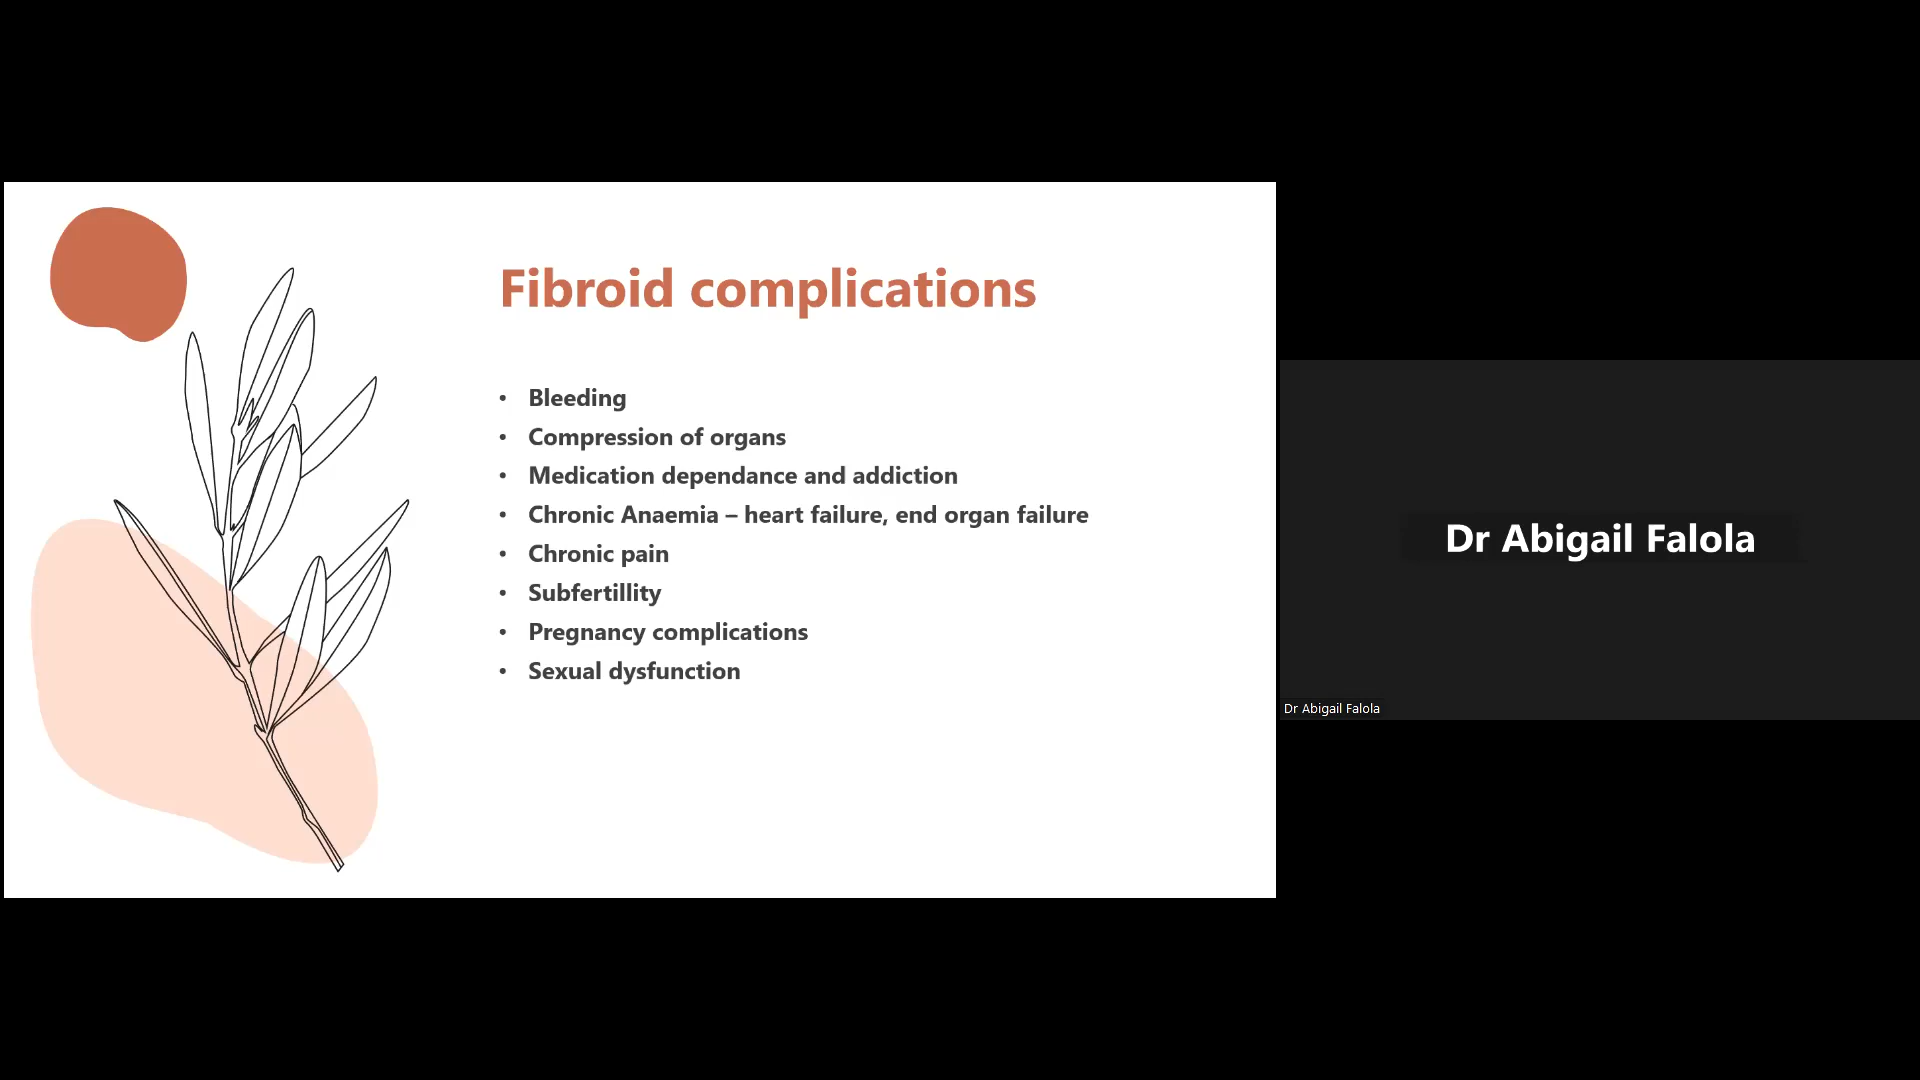 Fibroid complications
• Bleeding
• Compression of organs
• Medication dependance and addiction
• Chronic Anaemia – heart failure, end organ failure
• Chronic pain
• Subfertillity
• Pregnancy complications
• Sexual dysfunction
Dr Abigail Falola
Dr Abigail Falola